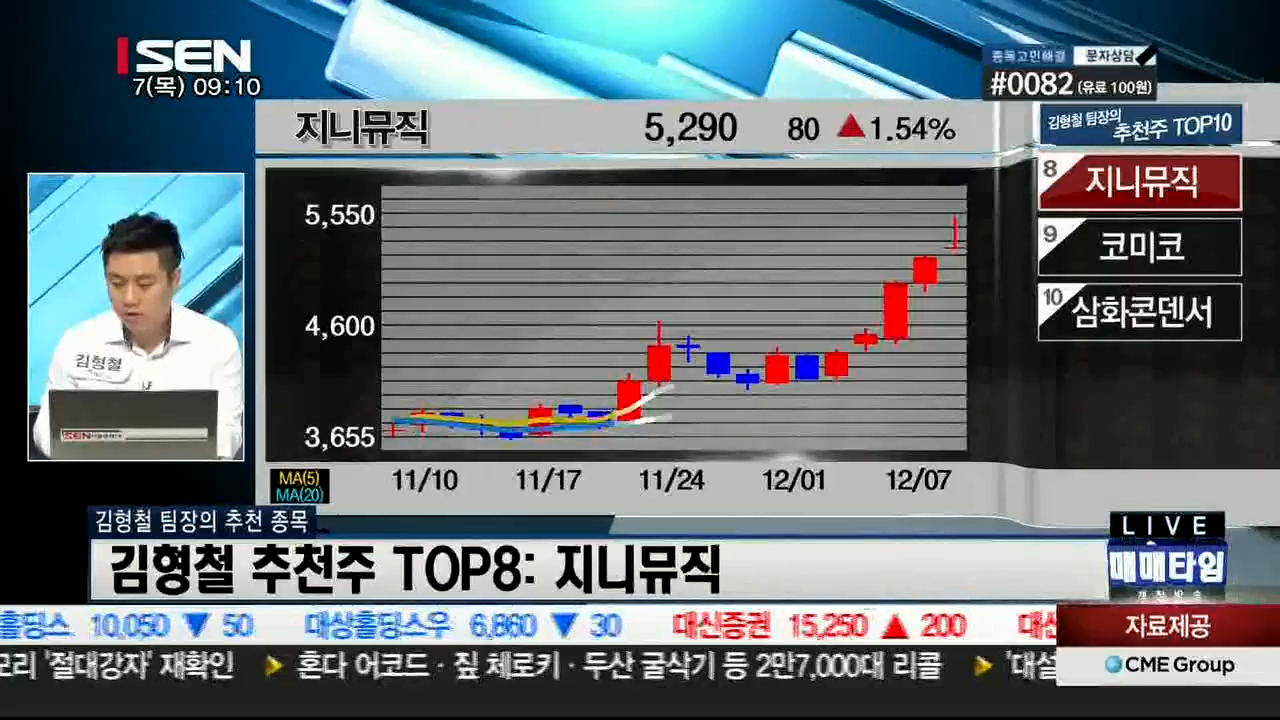 SEN
7(목) 09:10
종목고민해결 문자상담
#0082 (유료 100원)
지니뮤직 5,290 80 ▲1.54%
김형철 팀장의
추천주 TOP10
8 지니뮤직
9 코미코
10 삼화콘덴서
5,550
4,600
3,655
MA(5)
MA(20)
11/10 11/17 11/24 12/01 12/07
김형철
SEN
김형철 팀장의 추천 종목
김형철 추천주 TOP8: 지니뮤직
LIVE
매매타임
홀딩스 10,050 ▼ 50 대상홀딩스우 6,860 ▼ 30 대신증권 15,250 ▲ 200 대신
자료제공
CME Group
모리 '절대강자' 재확인 ▶ 혼다 어코드·짚 체로키·두산 굴삭기 등 2만7,000대 리콜 ▶ '대설